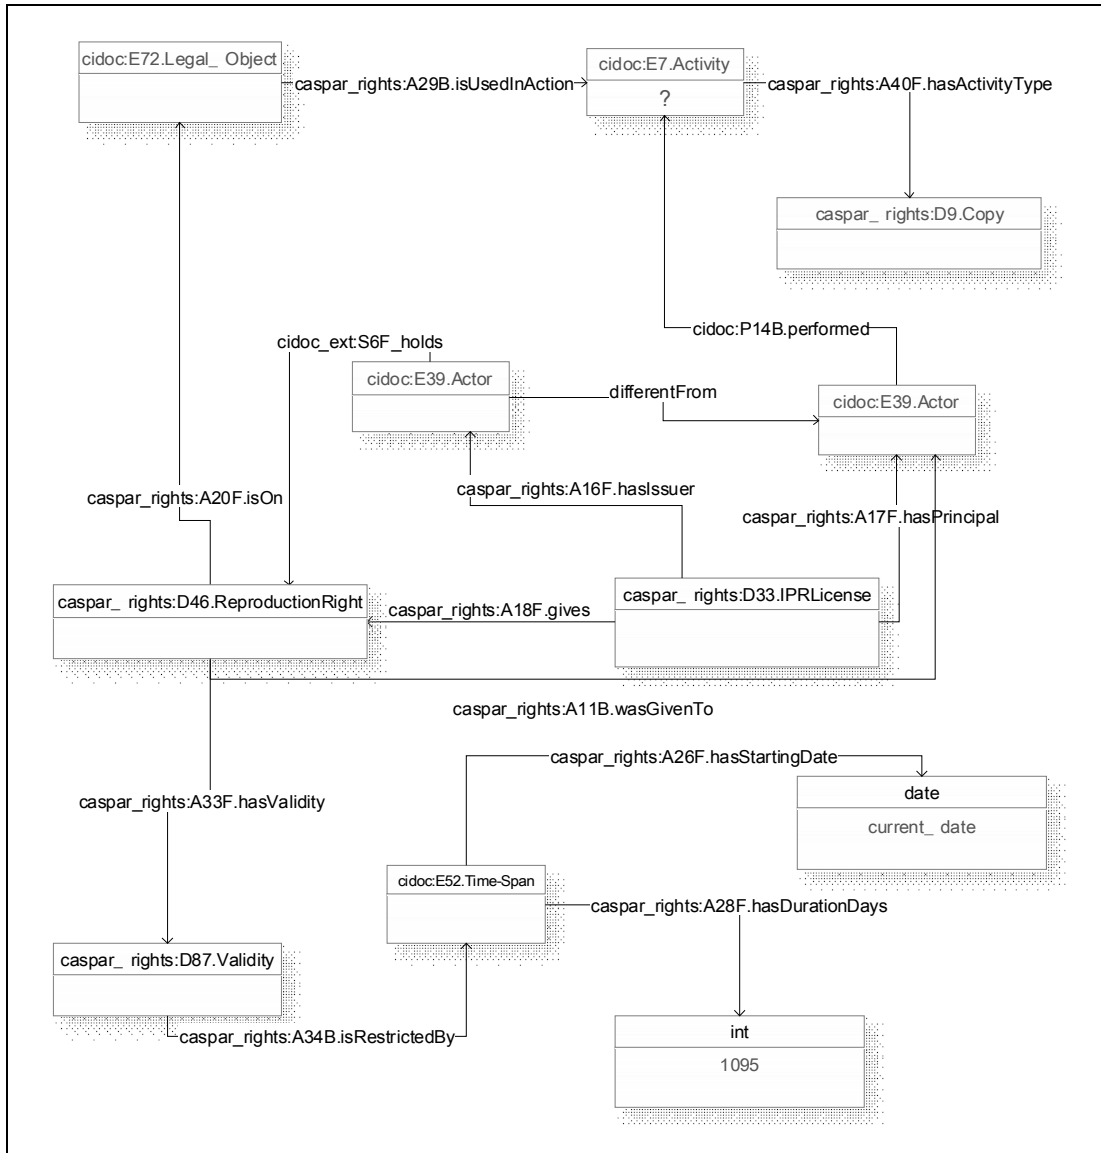 cidoc:E72.Legal_ Object
caspar_rights:A29B.isUsedInAction
cidoc:E7.Activity
?
caspar_rights:A40F.hasActivityType
caspar_ rights:D9.Copy
cidoc:P14B.performed
cidoc_ext:S6F_holds
cidoc:E39.Actor
differentFrom
cidoc:E39.Actor
caspar_rights:A20F.isOn
caspar_rights:A16F.hasIssuer
caspar_rights:A17F.hasPrincipal
caspar_ rights:D46.ReproductionRight
caspar_rights:A18F.gives
caspar_ rights:D33.IPRLicense
caspar_rights:A11B.wasGivenTo
caspar_rights:A26F.hasStartingDate
caspar_rights:A33F.hasValidity
date
current_ date
cidoc:E52.Time-Span
caspar_rights:A28F.hasDurationDays
caspar_ rights:D87.Validity
caspar_rights:A34B.isRestrictedBy
int
1095